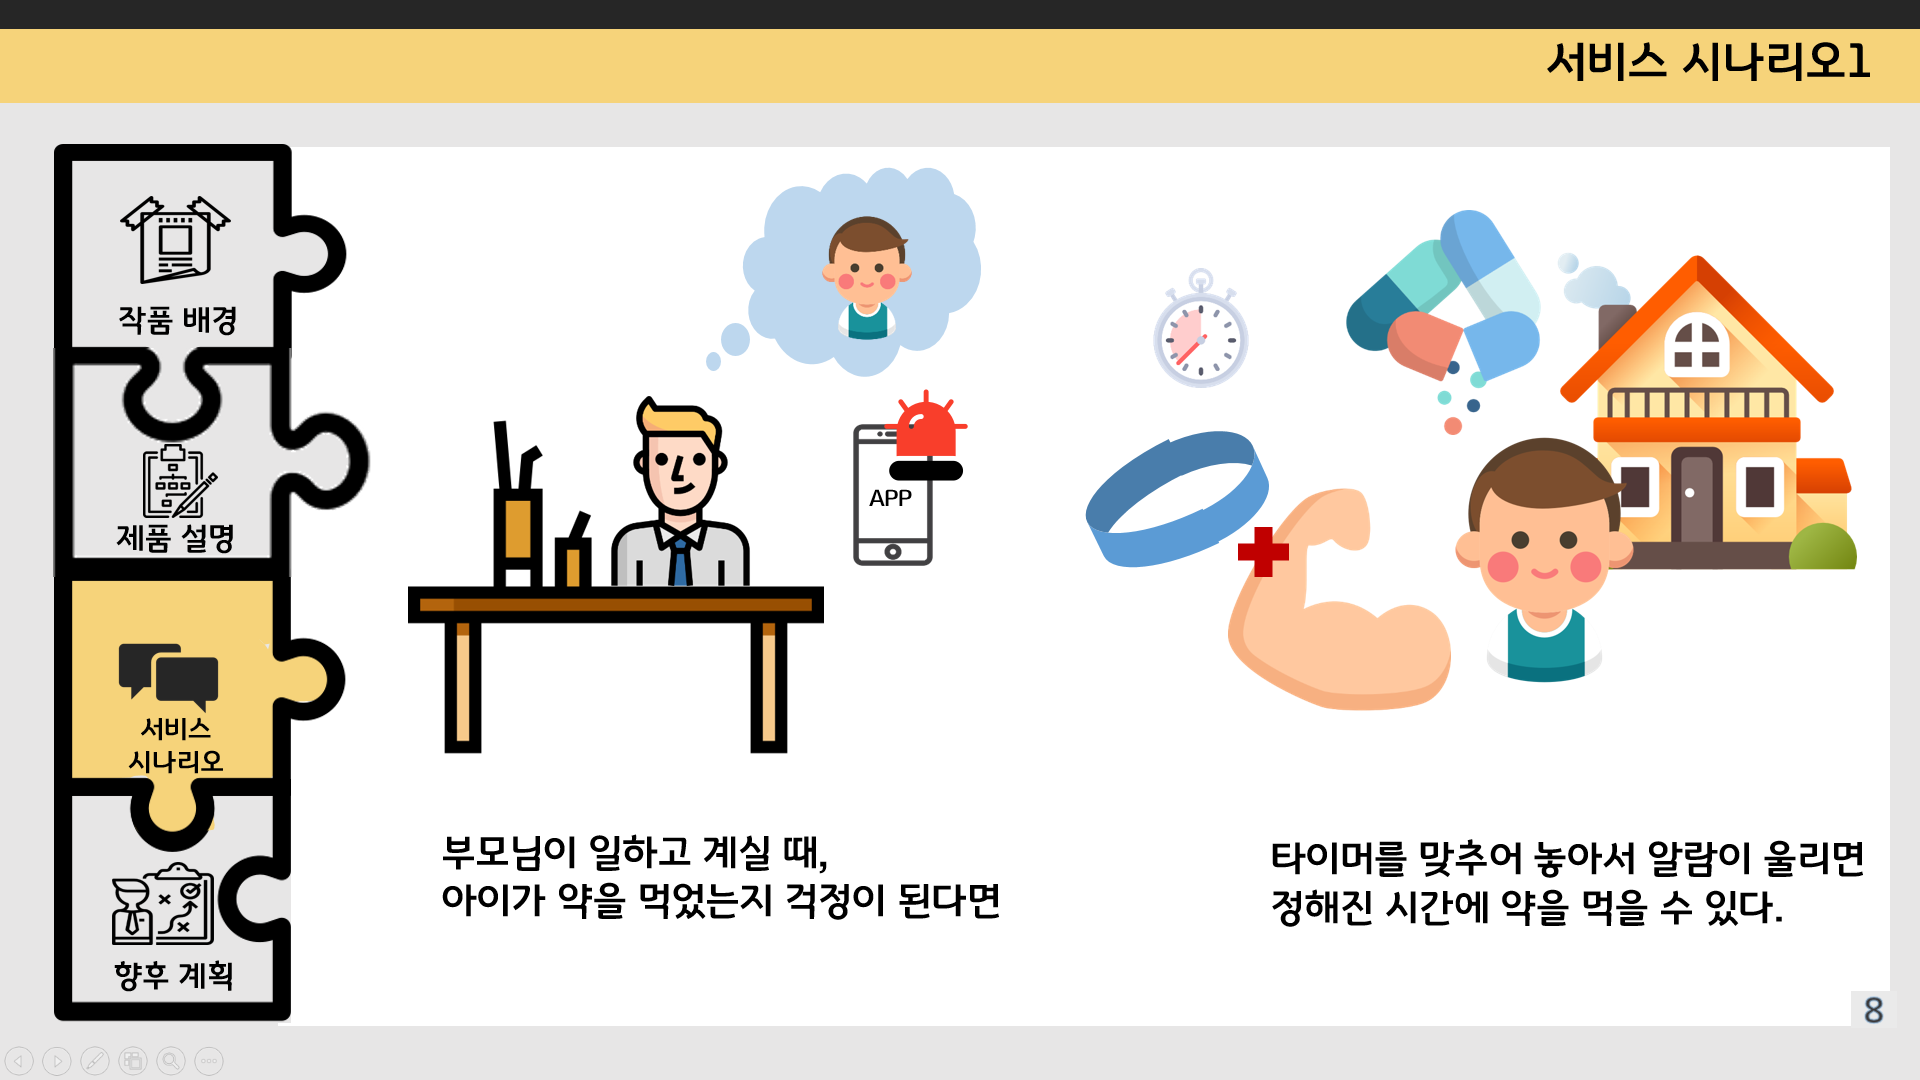 서비스 시나리오1
작품 배경
제품 설명
서비스
시나리오
향후 계획
APP
부모님이 일하고 계실 때,
아이가 약을 먹었는지 걱정이 된다면
타이머를 맞추어 놓아서 알람이 울리면
정해진 시간에 약을 먹을 수 있다.
8